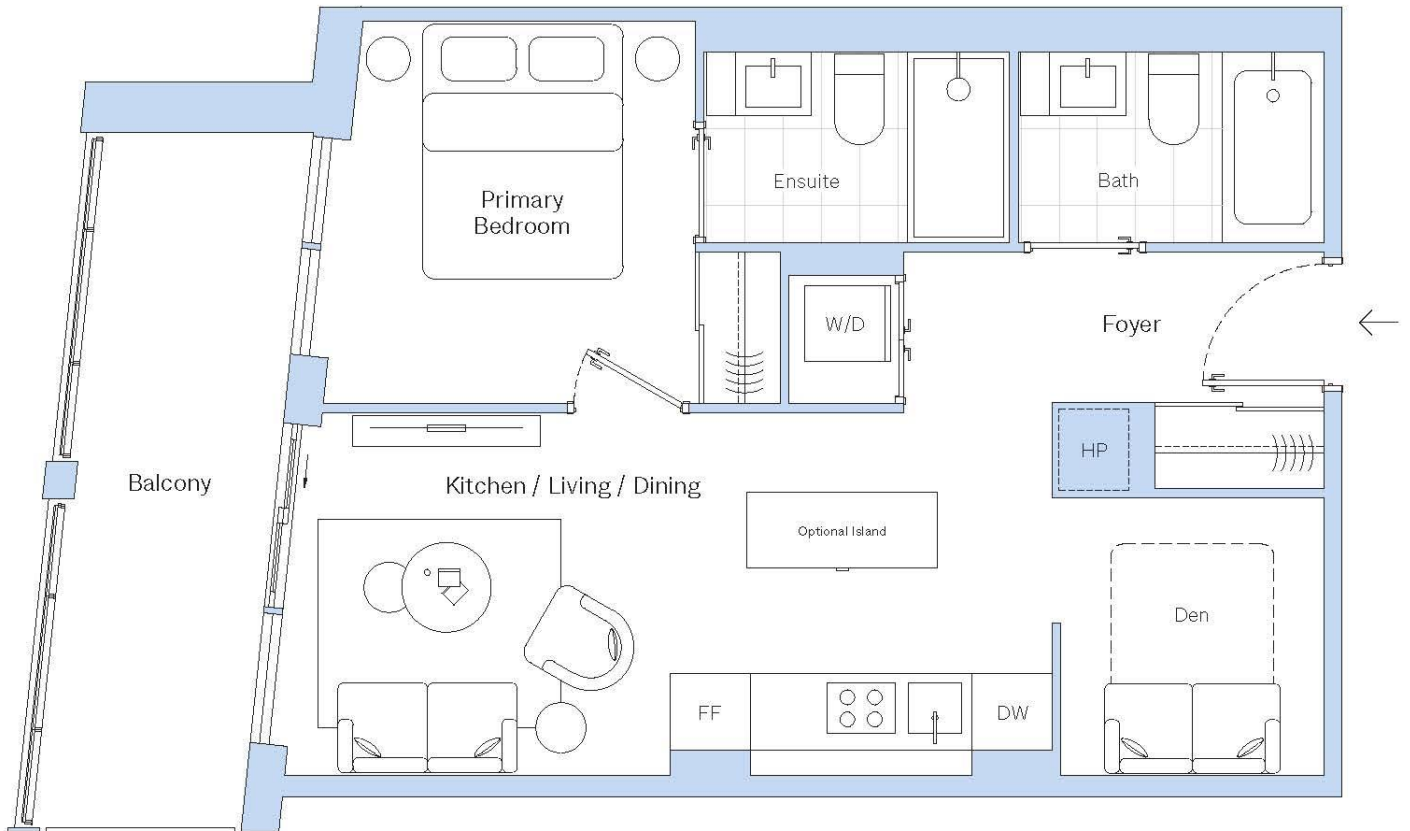 Primary
Bedroom
Ensuite
Bath
W/D
Foyer
HP
Balcony
Kitchen / Living / Dining
Optional Island
Den
FF
DW